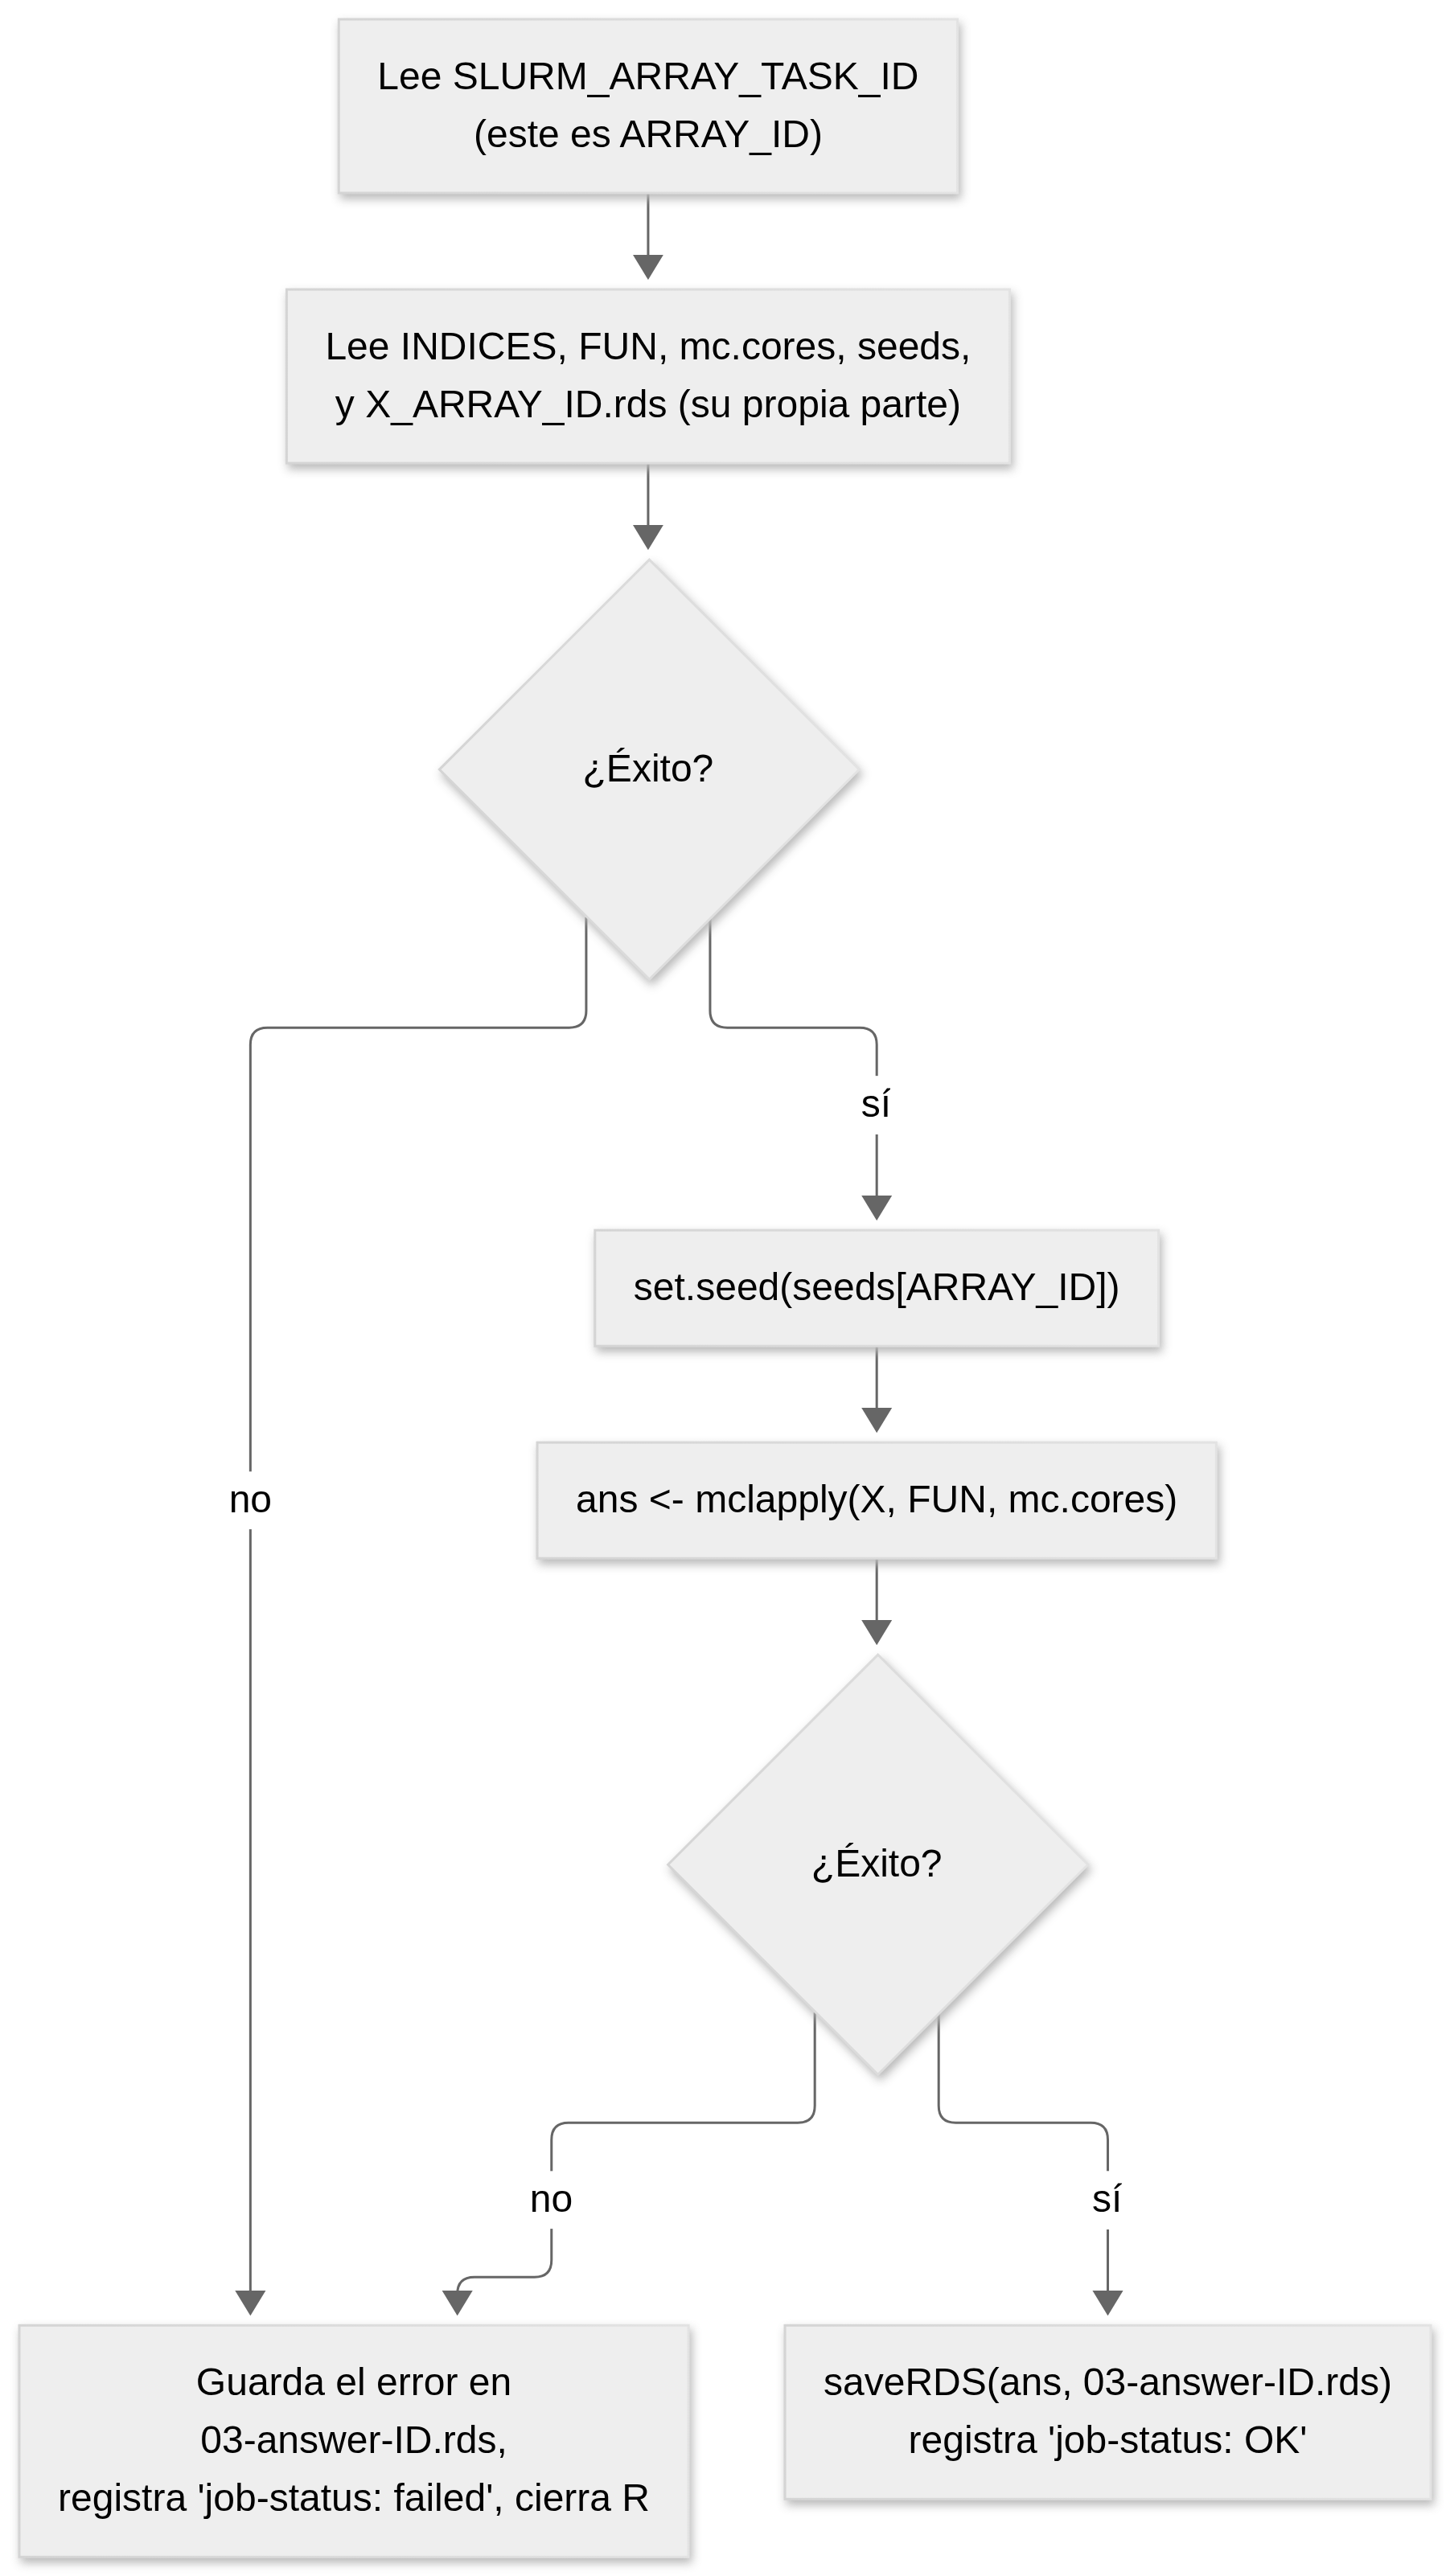 Lee SLURM_ARRAY_TASK_ID
(este es ARRAY_ID)
Lee INDICES, FUN, mc.cores, seeds,
y X_ARRAY_ID.rds (su propia parte)
¿Éxito?
sí
set.seed(seeds[ARRAY_ID])
no
ans <- mclapply(X, FUN, mc.cores)
¿Éxito?
no
sí
Guarda el error en
03-answer-ID.rds,
registra 'job-status: failed', cierra R
saveRDS(ans, 03-answer-ID.rds)
registra 'job-status: OK'